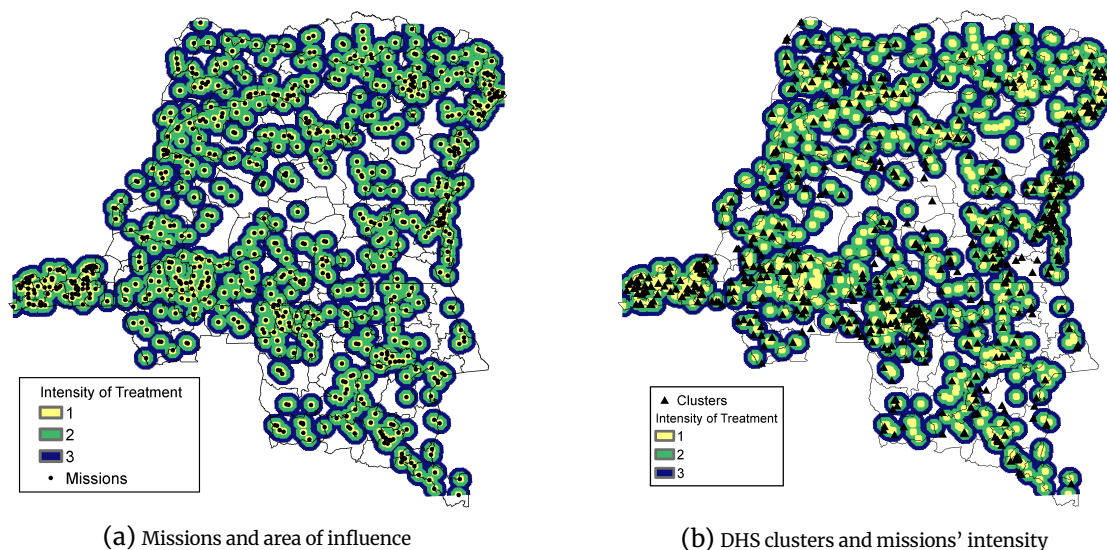 Intensity of Treatment
1
2
3
Missions
(a) Missions and area of influence
Clusters
Intensity of Treatment
1
2
3
(b) DHS clusters and missions’ intensity